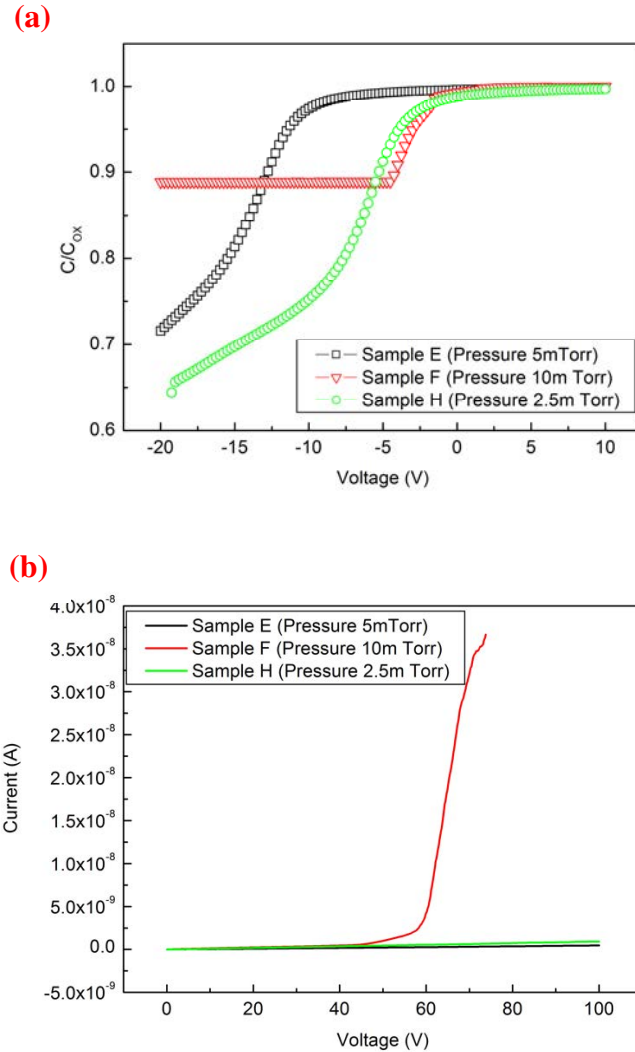 (a)
1.0
0.9
0.8
0.7
0.6
C/C_OX
Sample E (Pressure 5mTorr)
Sample F (Pressure 10m Torr)
Sample H (Pressure 2.5m Torr)
-20 -15 -10 -5 0 5 10
Voltage (V)
(b)
4.0x10⁻⁸
3.5x10⁻⁸
3.0x10⁻⁸
2.5x10⁻⁸
2.0x10⁻⁸
1.5x10⁻⁸
1.0x10⁻⁸
5.0x10⁻⁹
0.0
-5.0x10⁻⁹
Current (A)
Sample E (Pressure 5mTorr)
Sample F (Pressure 10m Torr)
Sample H (Pressure 2.5m Torr)
0 20 40 60 80 100
Voltage (V)